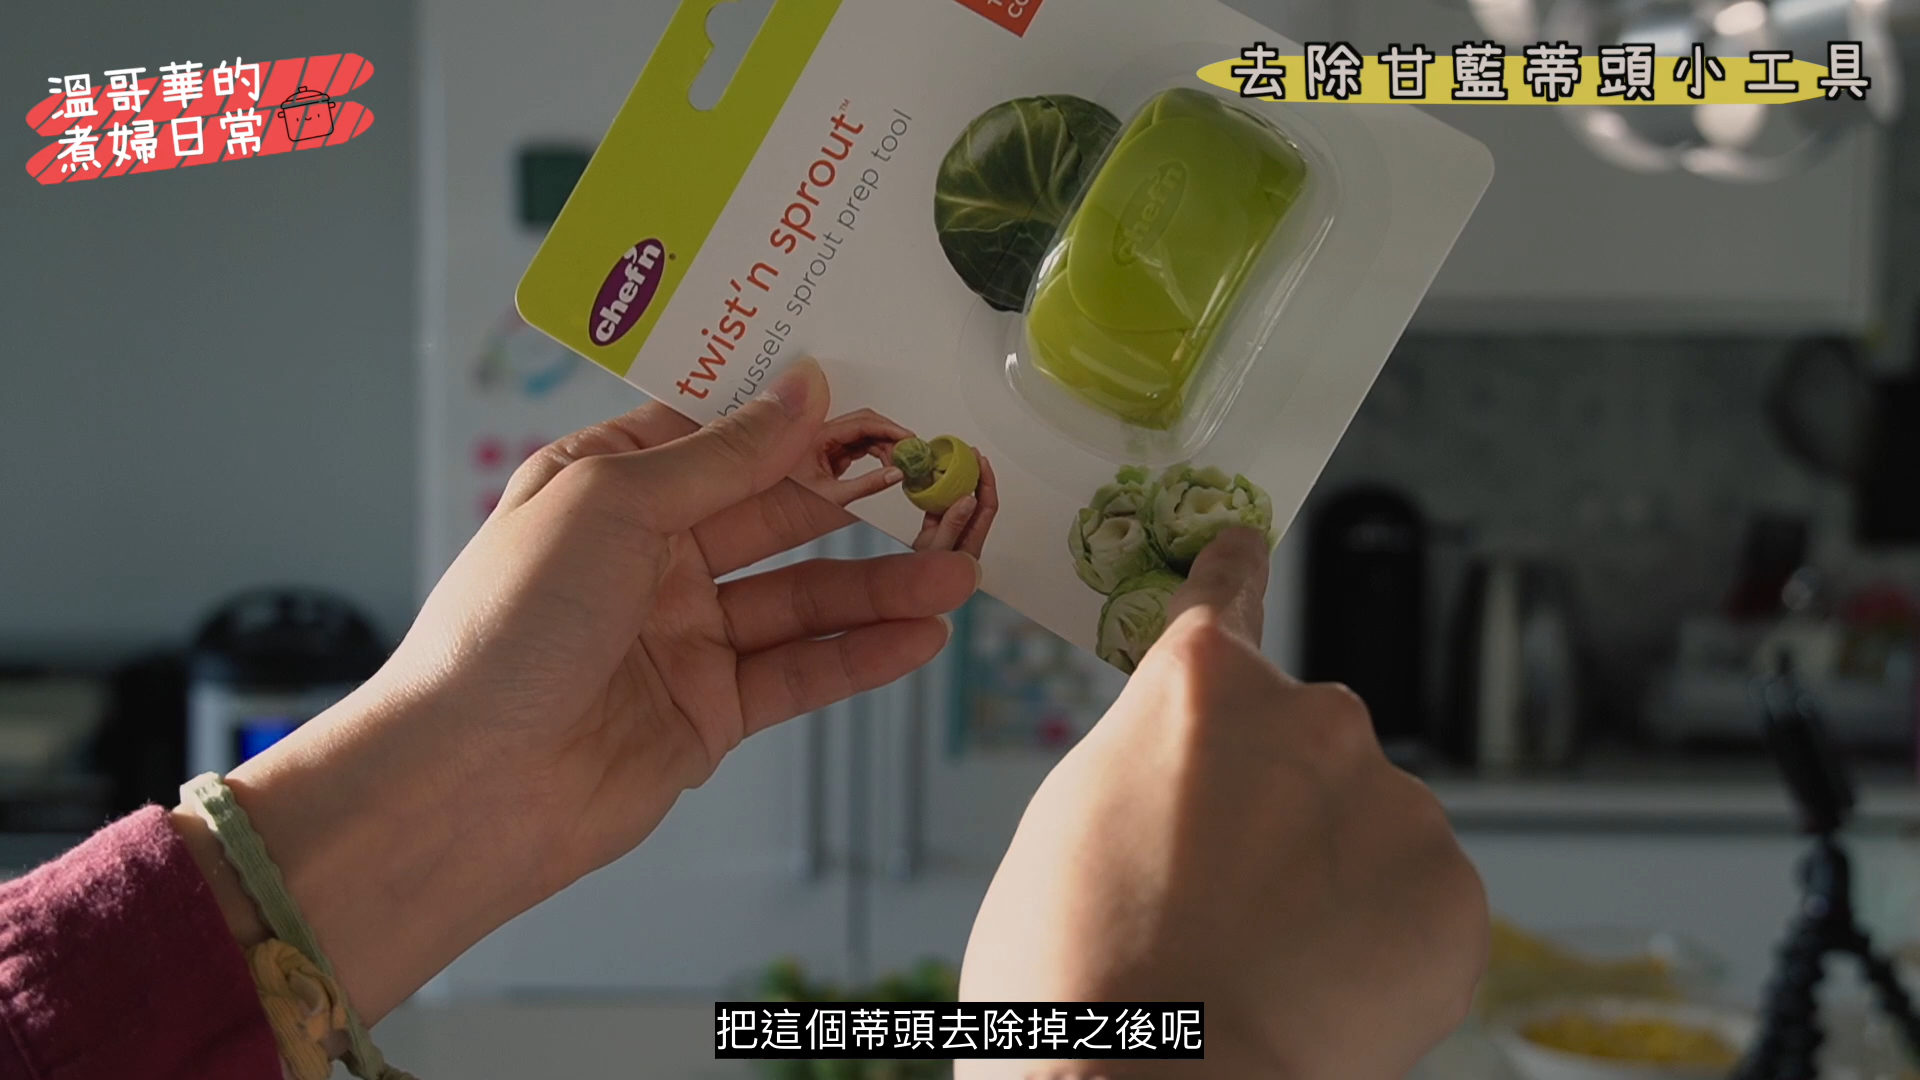 溫哥華的
煮婦日常
去除甘藍蒂頭小工具
chef'n
twist'n sprout™
brussels sprout prep tool
chef'n
把這個蒂頭去除掉之後呢